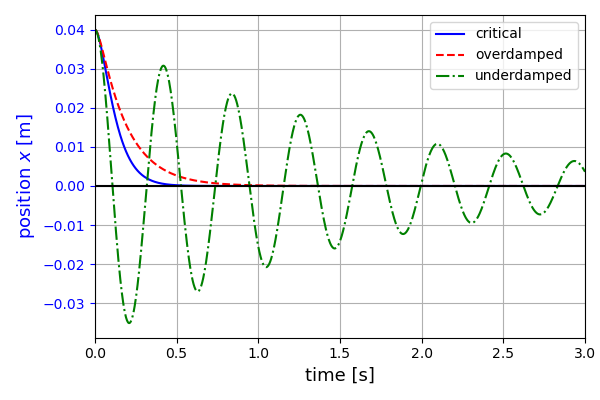 critical
overdamped
underdamped
0.04
0.03
0.02
0.01
0.00
−0.01
−0.02
−0.03
position x [m]
0.0 0.5 1.0 1.5 2.0 2.5 3.0
time [s]